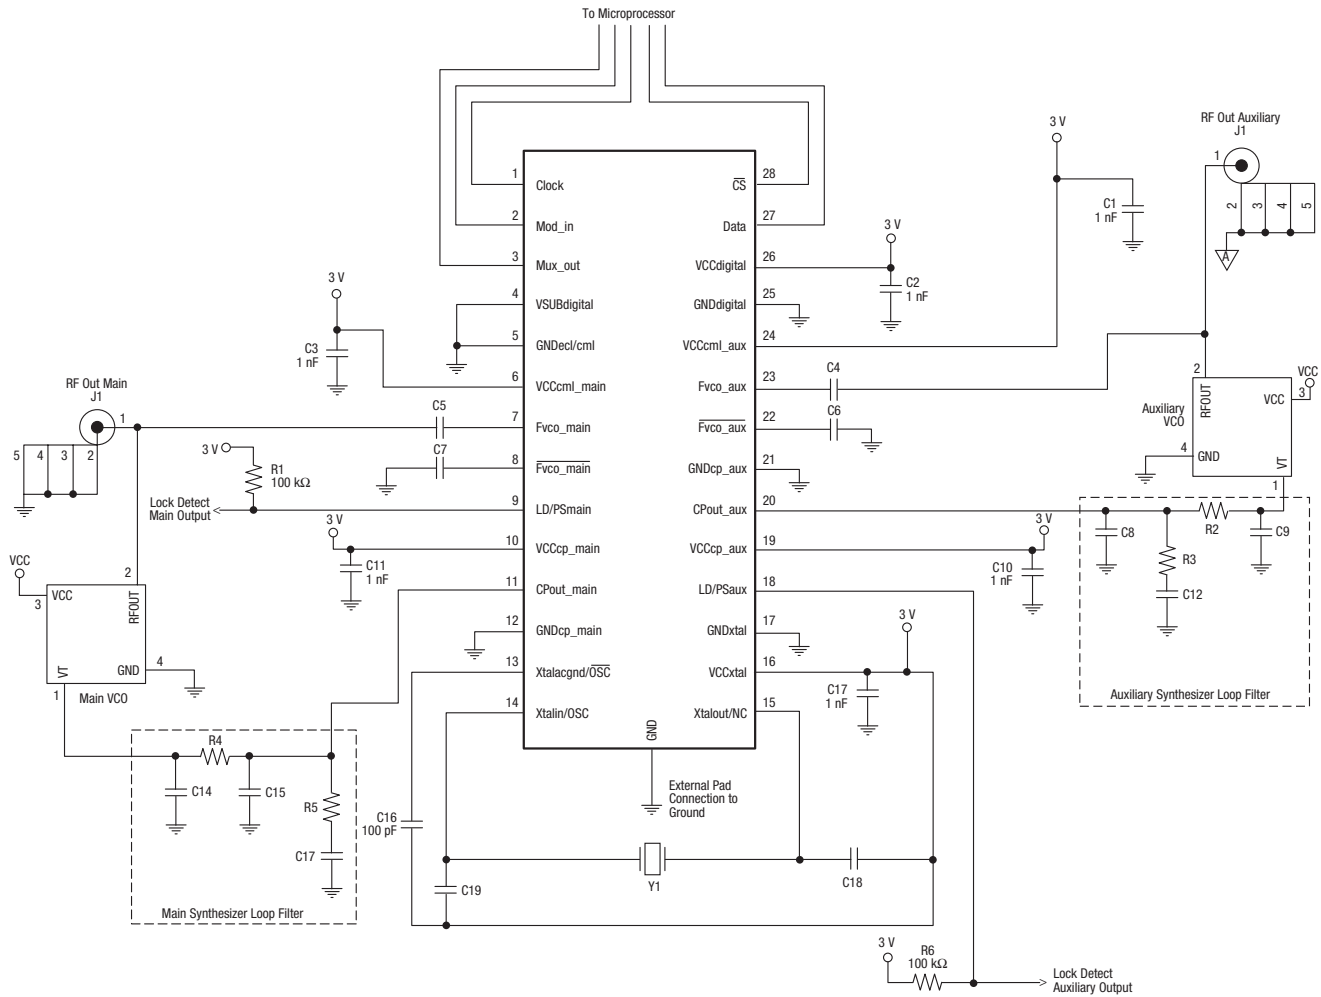 To Microprocessor
3 V
RF Out Auxiliary
J1
1
2
3
4
5
A
C1
1 nF
1
Clock
2
Mod_in
3
Mux_out
4
VSUBdigital
5
GNDecl/cml
6
VCCcml_main
7
Fvco_main
8
Fvco_main
9
LD/PSmain
10
VCCcp_main
11
CPout_main
12
GNDcp_main
13
Xtalacgnd/OSC
14
Xtalin/OSC
28
CS
27
Data
26
VCCdigital
25
GNDdigital
24
VCCcml_aux
23
Fvco_aux
22
Fvco_aux
21
GNDcp_aux
20
CPout_aux
19
VCCcp_aux
18
LD/PSaux
17
GNDxtal
16
VCCxtal
15
Xtalout/NC
GND
External Pad
Connection to
Ground
3 V
C2
1 nF
3 V
C3
1 nF
C4
C6
C5
C7
RF Out Main
J1
1
5
4
3
2
3 V
R1
100 kΩ
Lock Detect
Main Output
3 V
C11
1 nF
VCC
3
VCC
2
RFOUT
VT
GND
4
1
Main VCO
R4
C14
C15
R5
C17
Main Synthesizer Loop Filter
C16
100 pF
C19
Y1
C18
3 V
C17
1 nF
3 V
C10
1 nF
2
RFOUT
VCC
3
VCC
Auxiliary
VCO
4
GND
VT
1
C8
R2
C9
R3
C12
Auxiliary Synthesizer Loop Filter
3 V
R6
100 kΩ
Lock Detect
Auxiliary Output